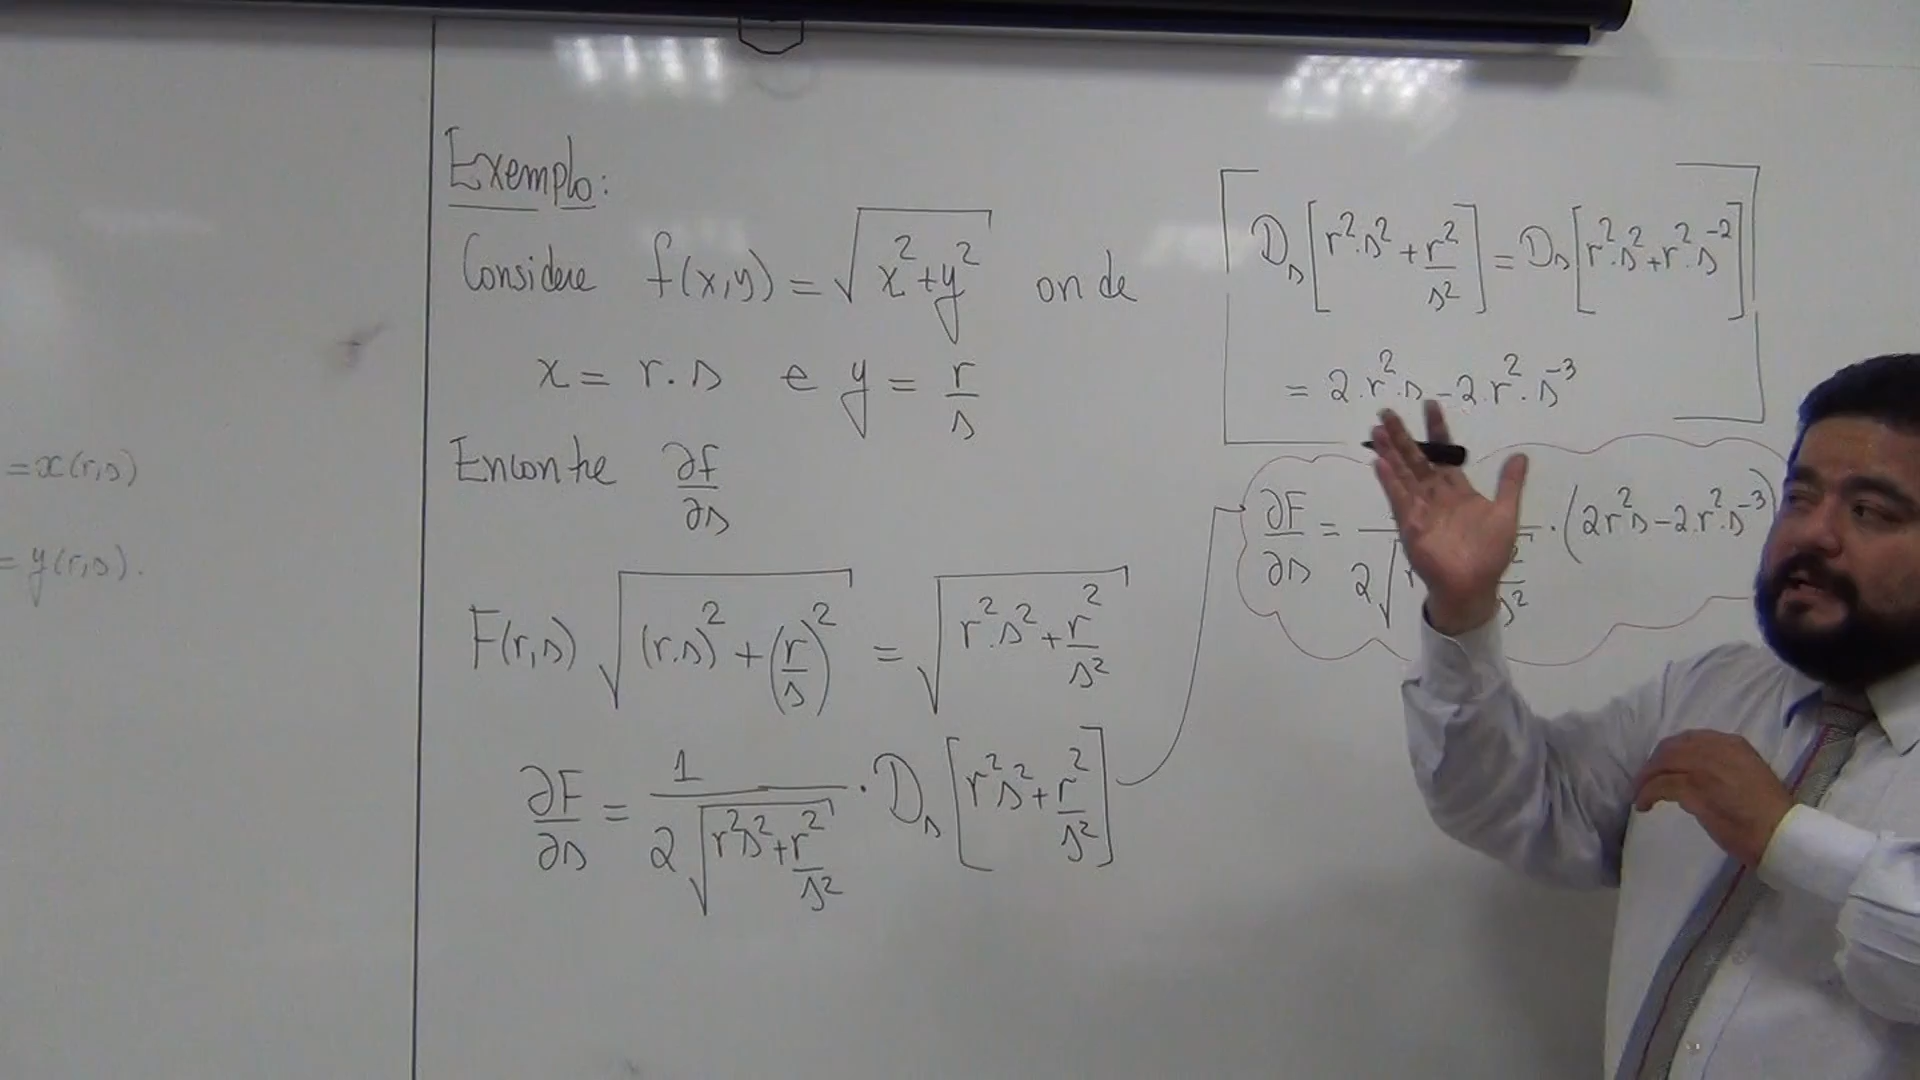 = x(r,s)
= y(r,s).
Exemplo:
Considere f(x,y) = √(x²+y²) onde
x = r.s e y = r/s
Encontre ∂f/∂s
F(r,s) √((r.s)² + (r/s)²) = √(r².s² + r²/s²)
∂F/∂s = 1/(2√(r²s²+r²/s²)) · Dₛ[r²s² + r²/s²]
Dₛ[r².s² + r²/s²] = Dₛ[r².s² + r².s⁻²]
= 2.r².s - 2.r².s⁻³
∂F/∂s = 2√ r s² · (2r²s - 2.r².s⁻³)